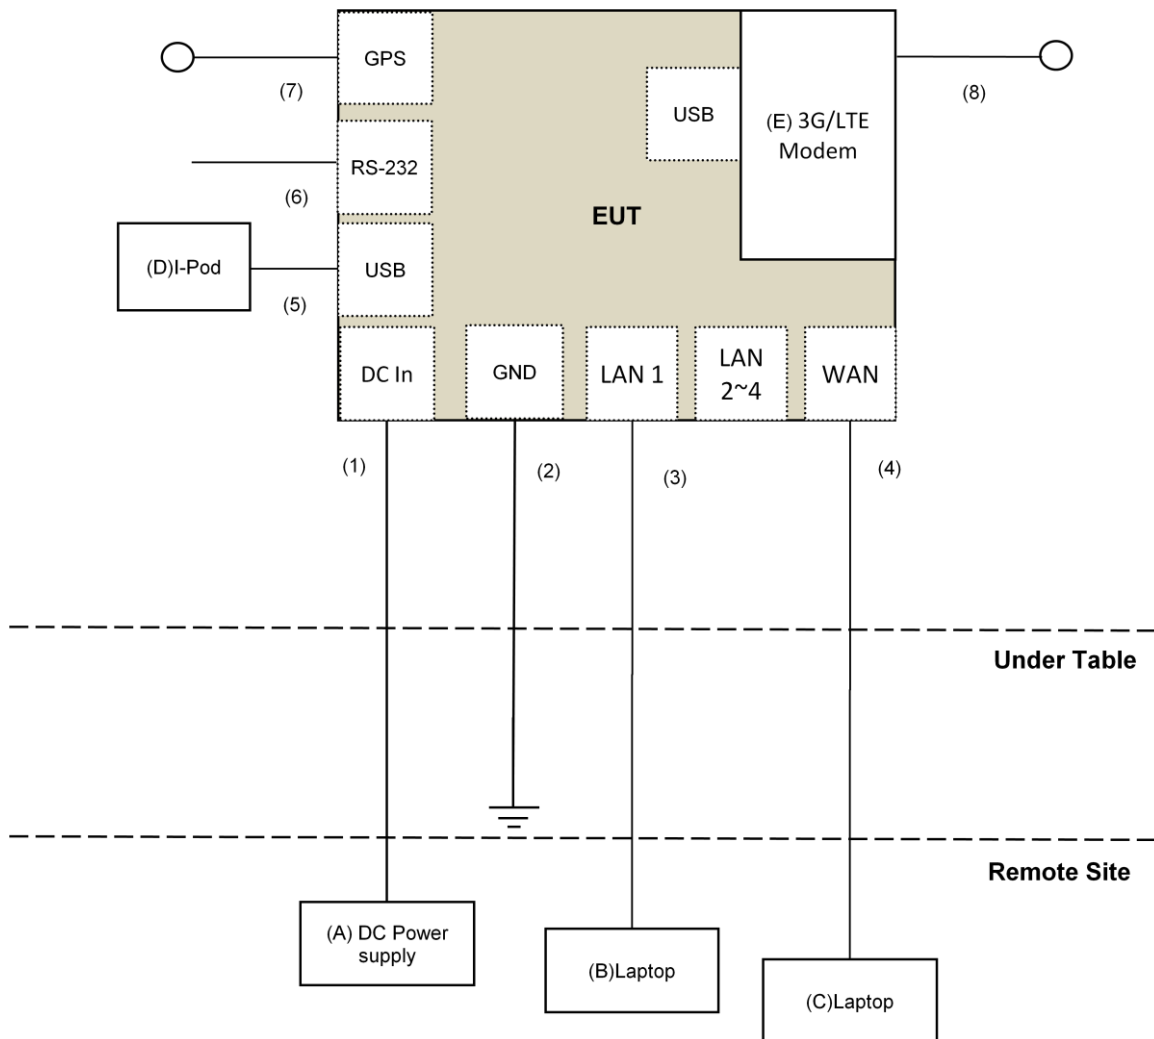 GPS
(7)
USB
(E) 3G/LTE
Modem
(8)
RS-232
(6)
EUT
(D)I-Pod
USB
(5)
DC In
GND
LAN 1
LAN
2~4
WAN
(1)
(2)
(3)
(4)
Under Table
Remote Site
(A) DC Power
supply
(B)Laptop
(C)Laptop